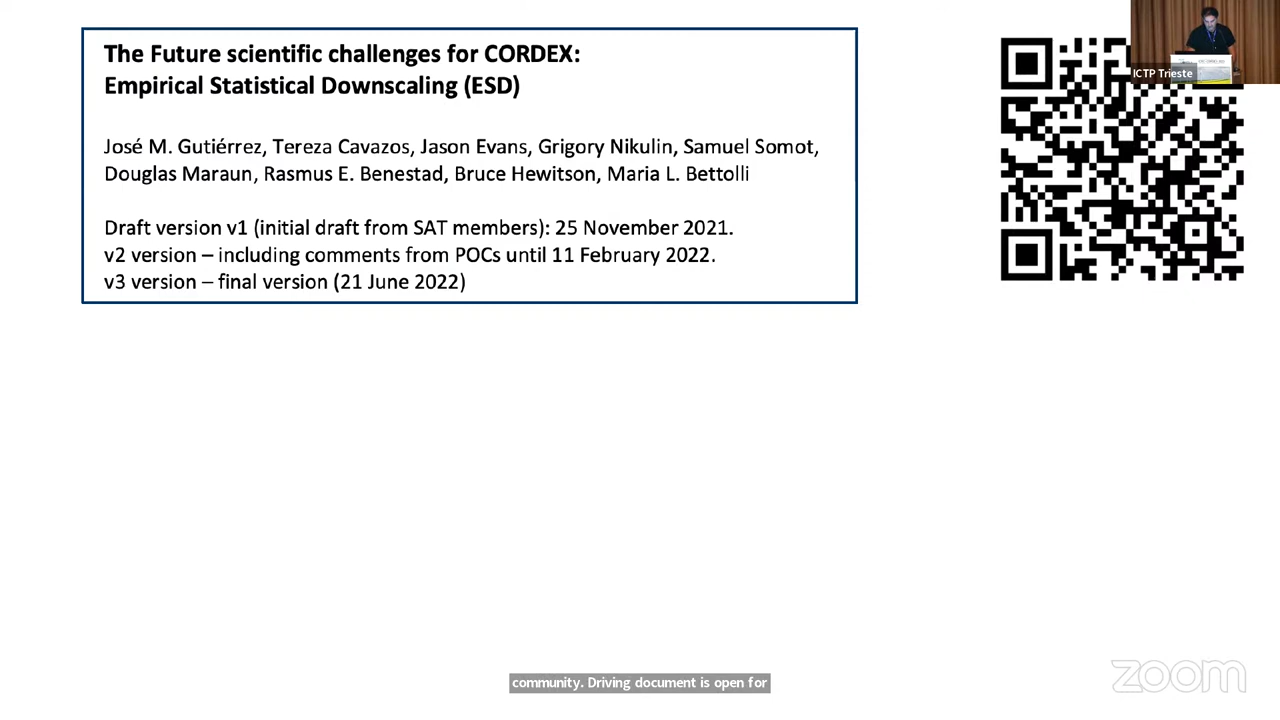 The Future scientific challenges for CORDEX:
Empirical Statistical Downscaling (ESD)
José M. Gutiérrez, Tereza Cavazos, Jason Evans, Grigory Nikulin, Samuel Somot,
Douglas Maraun, Rasmus E. Benestad, Bruce Hewitson, Maria L. Bettolli
Draft version v1 (initial draft from SAT members): 25 November 2021.
v2 version – including comments from POCs until 11 February 2022.
v3 version – final version (21 June 2022)
ICTP Trieste
community. Driving document is open for
zoom